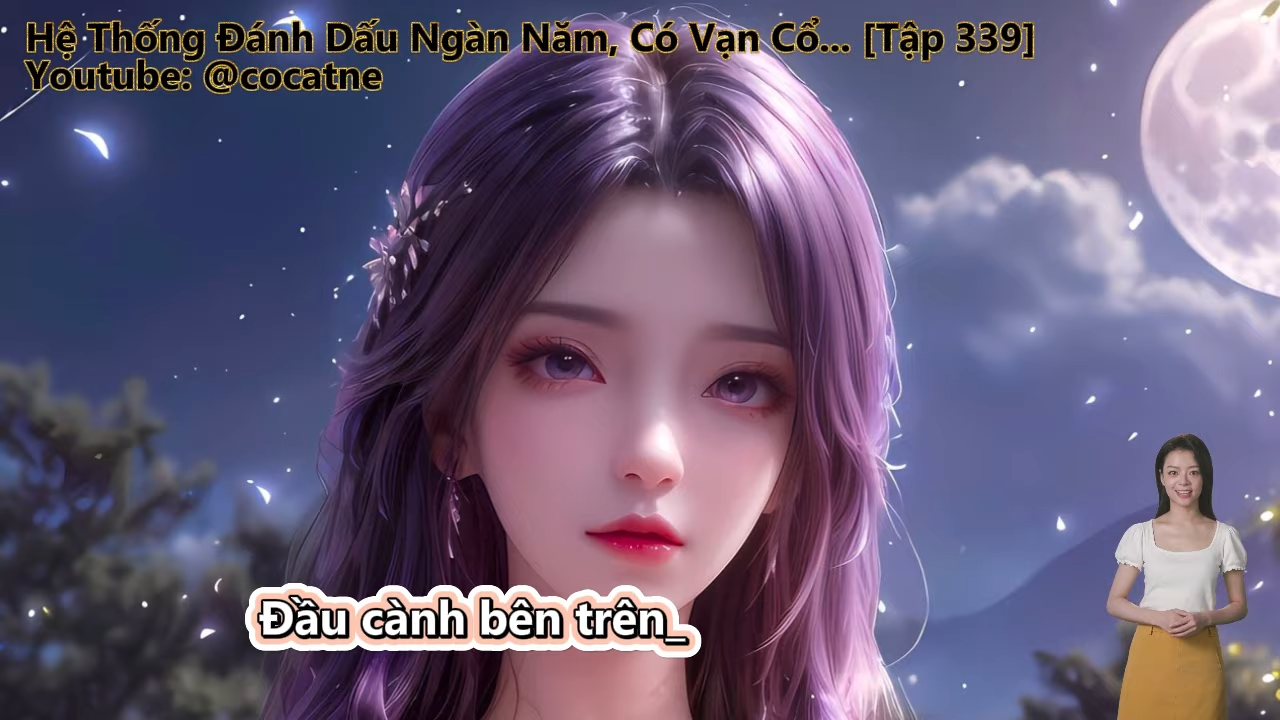 Hệ Thống Đánh Dấu Ngàn Năm, Có Vạn Cổ... [Tập 339]
Youtube: @cocatne
Đầu cành bên trên_